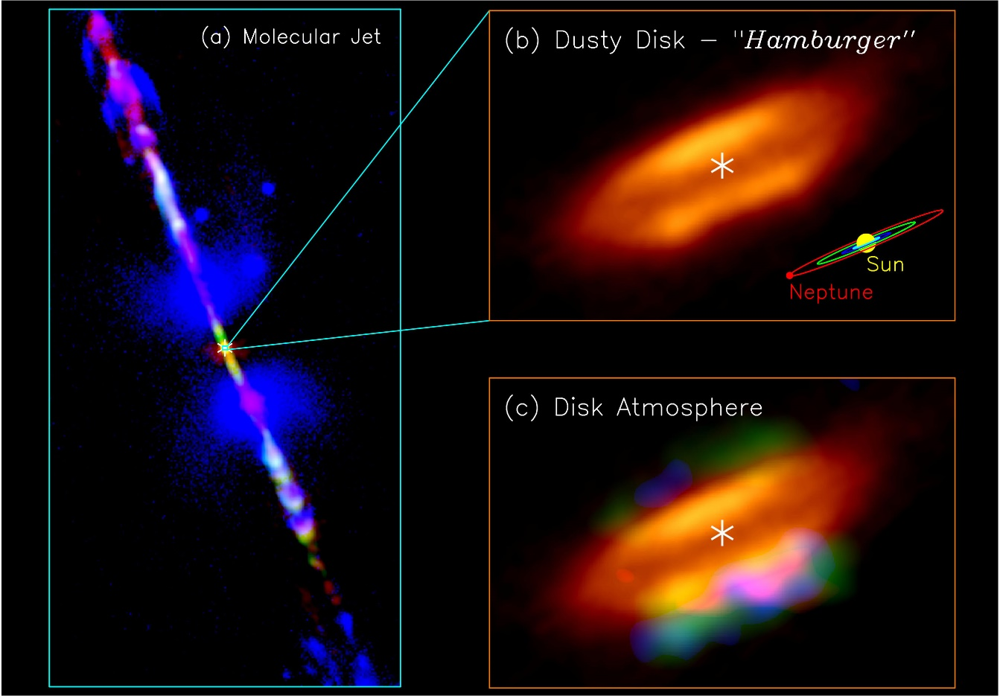 (a) Molecular Jet
(b) Dusty Disk – "Hamburger"
Sun
Neptune
(c) Disk Atmosphere